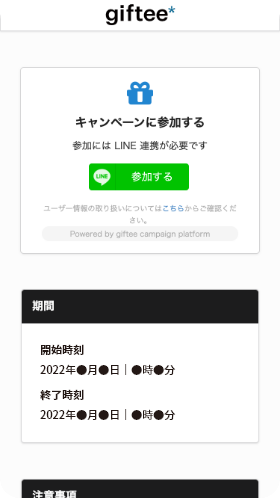 giftee*
キャンペーンに参加する
参加には LINE 連携が必要です
LINE 参加する
ユーザー情報の取り扱いについてはこちらからご確認くだ
さい。
Powered by giftee campaign platform
期間
開始時刻
2022年●月●日｜●時●分
終了時刻
2022年●月●日｜●時●分
注意事項